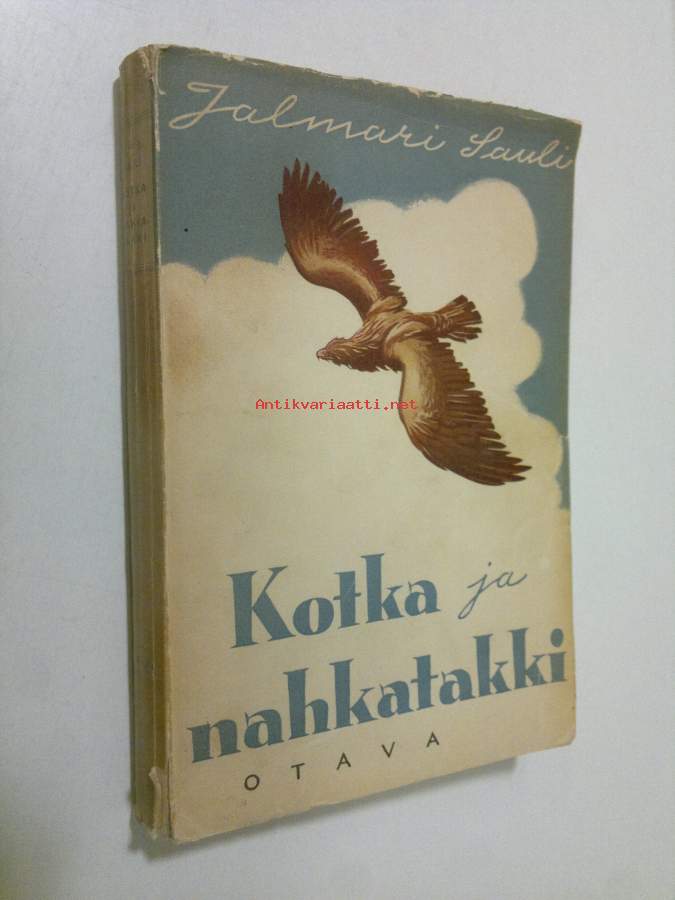 Jalmari Sauli
Antikvariaatti.net
Kotka ja
nahkatakki
OTAVA